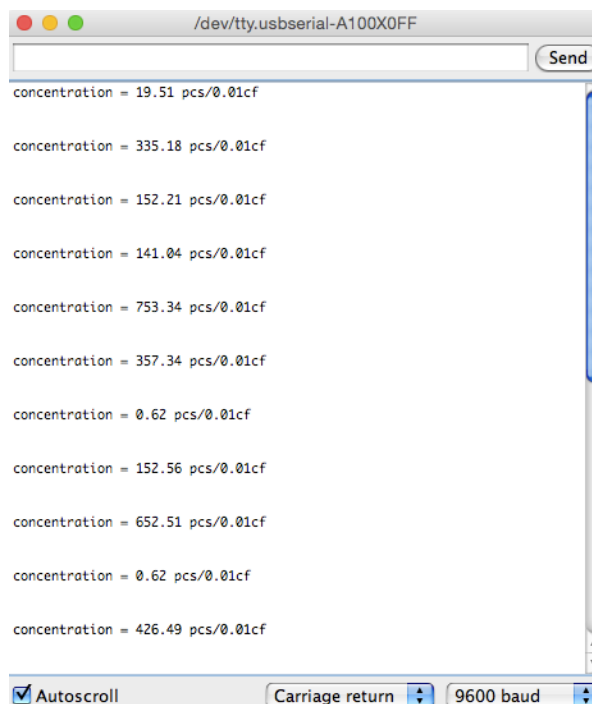 /dev/tty.usbserial-A100X0FF
Send
concentration = 19.51 pcs/0.01cf
concentration = 335.18 pcs/0.01cf
concentration = 152.21 pcs/0.01cf
concentration = 141.04 pcs/0.01cf
concentration = 753.34 pcs/0.01cf
concentration = 357.34 pcs/0.01cf
concentration = 0.62 pcs/0.01cf
concentration = 152.56 pcs/0.01cf
concentration = 652.51 pcs/0.01cf
concentration = 0.62 pcs/0.01cf
concentration = 426.49 pcs/0.01cf
Autoscroll Carriage return 9600 baud